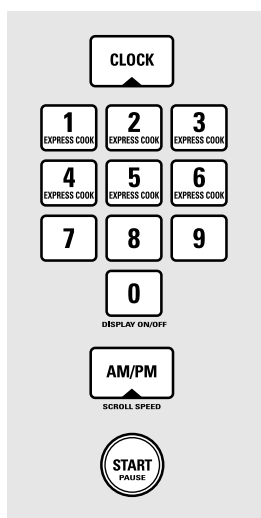 CLOCK
1 2 3
EXPRESS COOK EXPRESS COOK EXPRESS COOK
4 5 6
EXPRESS COOK EXPRESS COOK EXPRESS COOK
7 8 9
0
DISPLAY ON/OFF
AM/PM
SCROLL SPEED
START
PAUSE